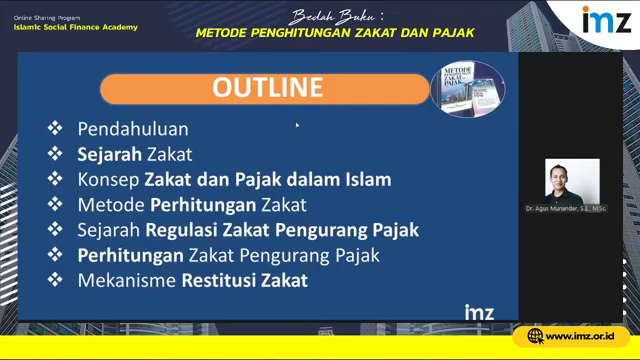 Online Sharing Program
Islamic Social Finance Academy
Bedah Buku :
METODE PENGHITUNGAN ZAKAT DAN PAJAK
imz
OUTLINE
METODE
PAJAK
❖ Pendahuluan
❖ Sejarah Zakat
❖ Konsep Zakat dan Pajak dalam Islam
❖ Metode Perhitungan Zakat
❖ Sejarah Regulasi Zakat Pengurang Pajak
❖ Perhitungan Zakat Pengurang Pajak
❖ Mekanisme Restitusi Zakat
Dr. Agus Munandar, S.E., M.Sc.
imz
www.imz.or.id